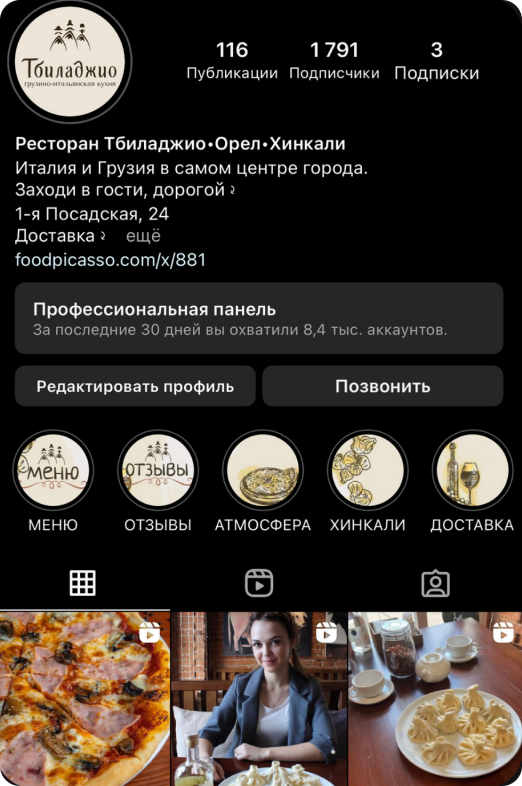 Тбиладжио
грузино-итальянская кухня
116
1 791
3
Публикации
Подписчики
Подписки
Ресторан Тбиладжио•Орел•Хинкали
Италия и Грузия в самом центре города.
Заходи в гости, дорогой
1-я Посадская, 24
Доставка ещё
foodpicasso.com/x/881
Профессиональная панель
За последние 30 дней вы охватили 8,4 тыс. аккаунтов.
Редактировать профиль
Позвонить
меню
отзывы
МЕНЮ
ОТЗЫВЫ
АТМОСФЕРА
ХИНКАЛИ
ДОСТАВКА